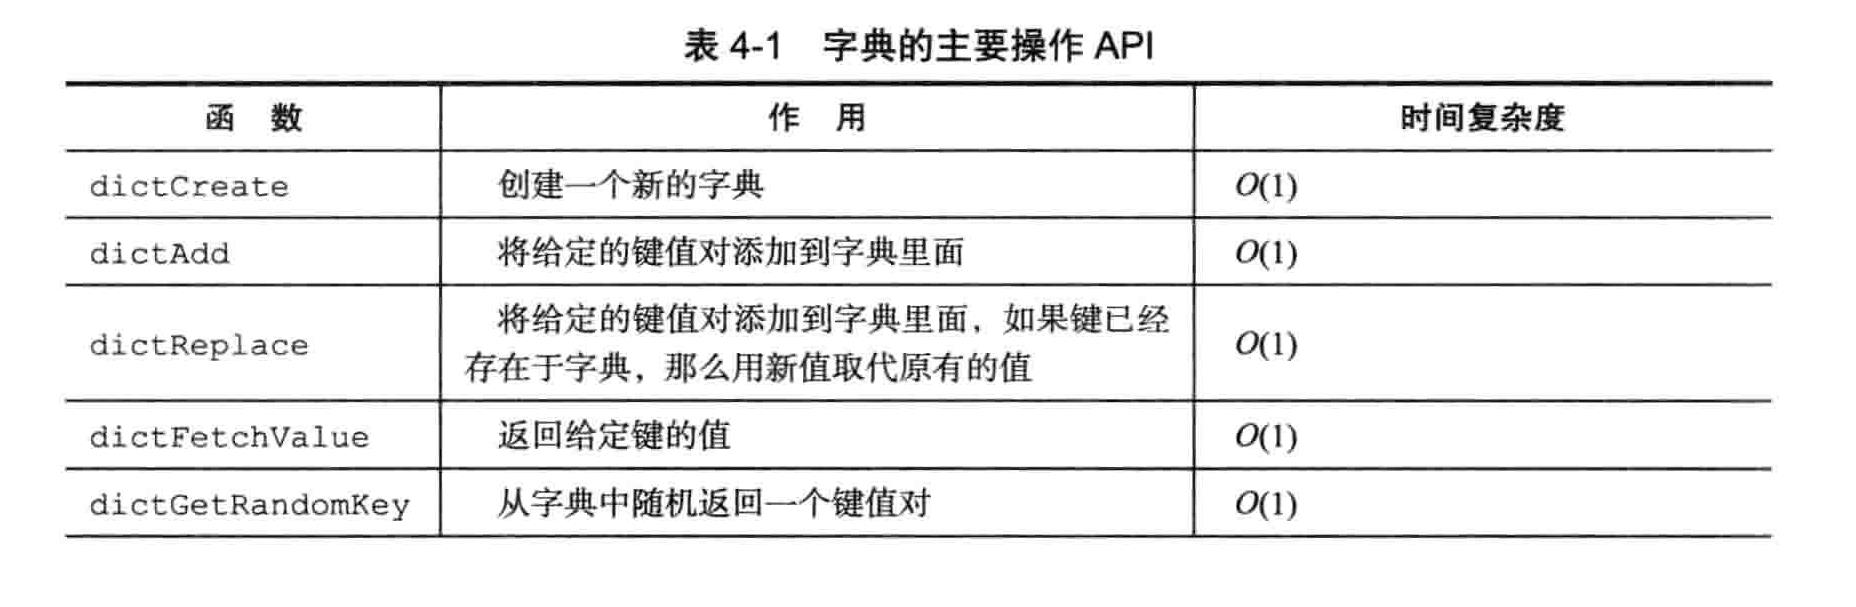 表 4-1 字典的主要操作 API
函 数 作 用 时间复杂度
dictCreate 创建一个新的字典 O(1)
dictAdd 将给定的键值对添加到字典里面 O(1)
dictReplace 将给定的键值对添加到字典里面，如果键已经
存在于字典，那么用新值取代原有的值 O(1)
dictFetchValue 返回给定键的值 O(1)
dictGetRandomKey 从字典中随机返回一个键值对 O(1)